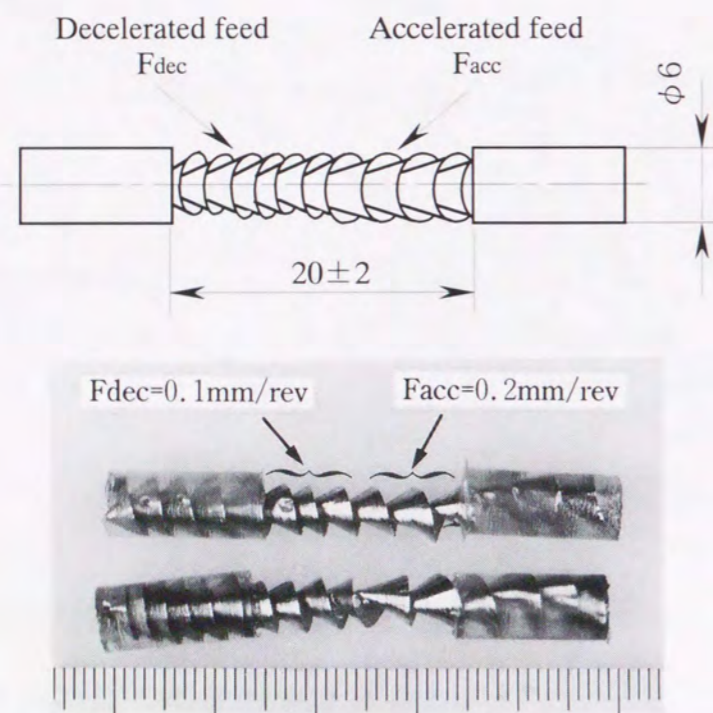 Decelerated feed
Fdec
Accelerated feed
Facc
φ6
20±2
Fdec=0.1mm/rev
Facc=0.2mm/rev